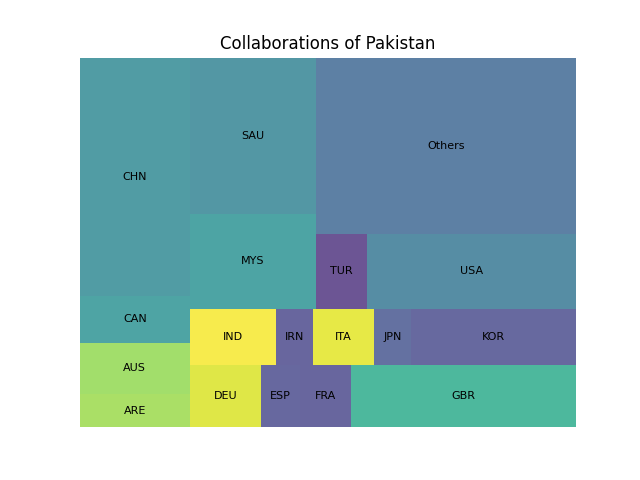 Collaborations of Pakistan
CHN
SAU
Others
MYS
TUR
USA
CAN
IND
IRN
ITA
JPN
KOR
AUS
DEU
ESP
FRA
GBR
ARE